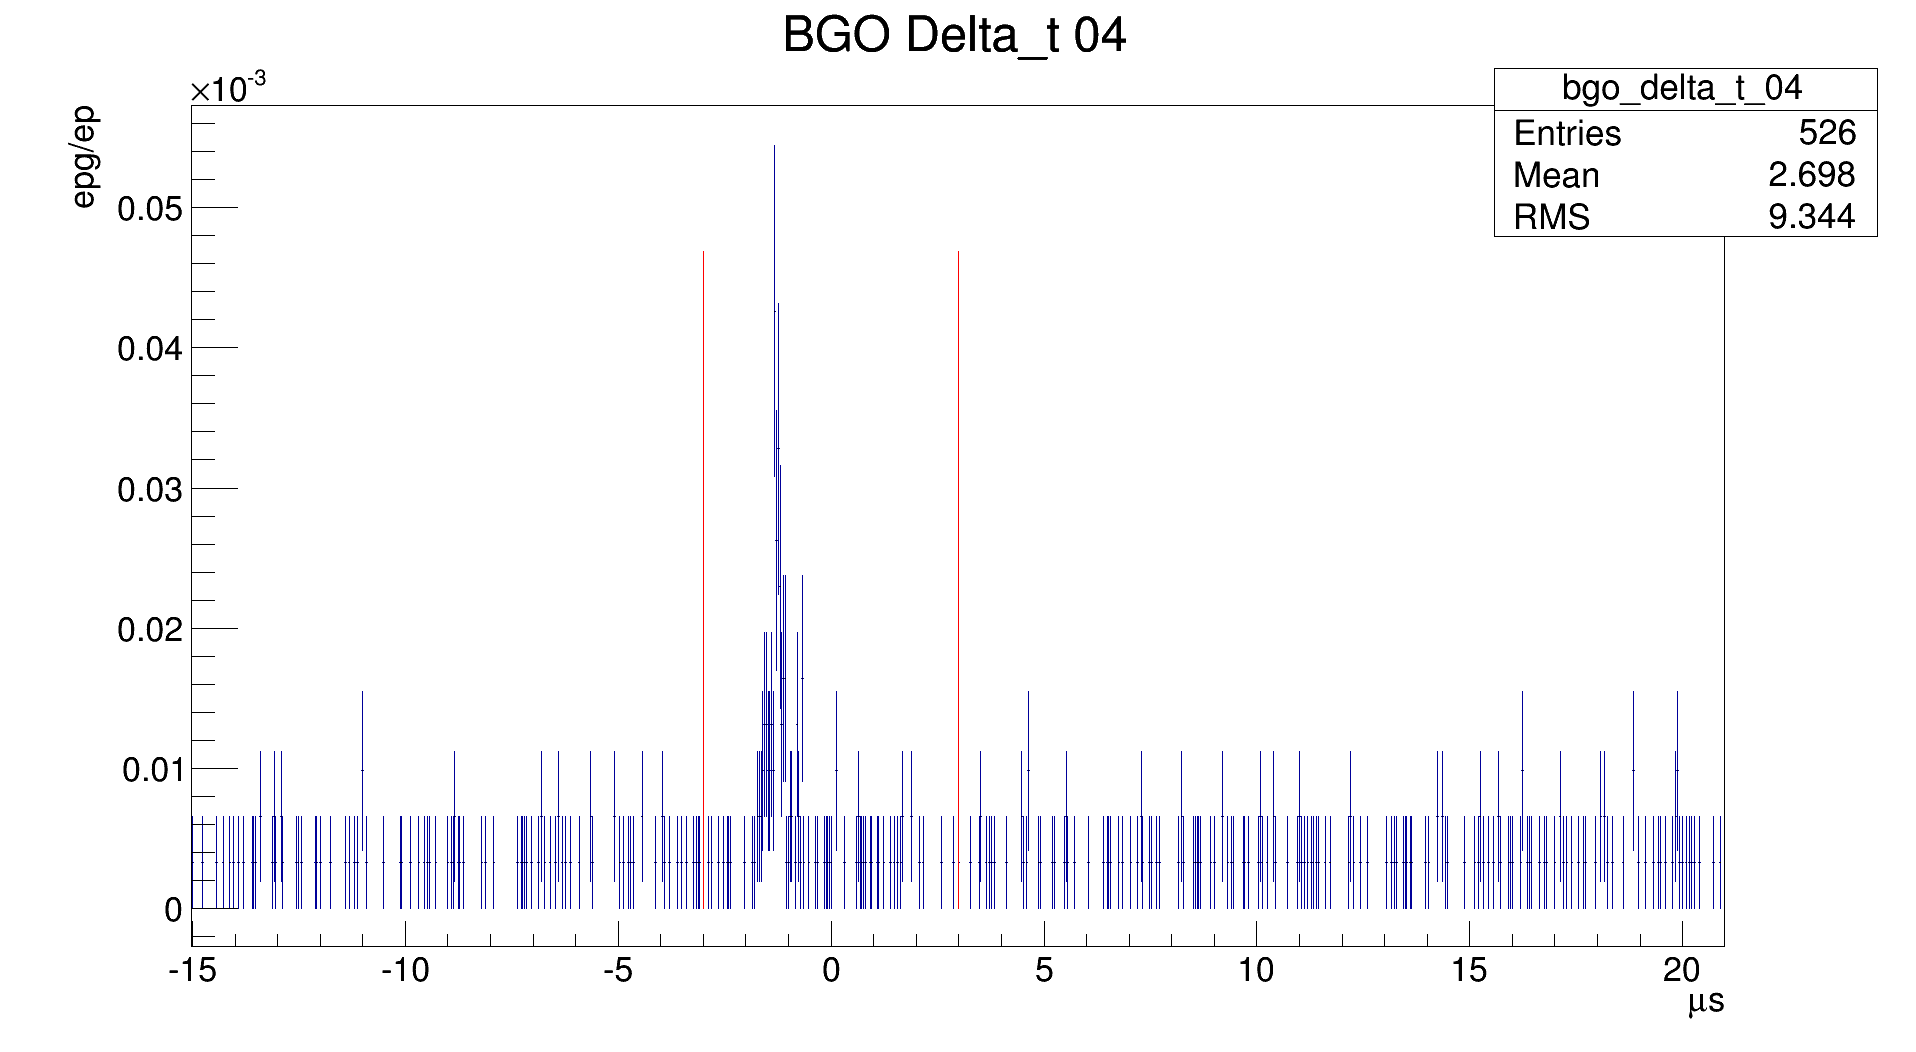 BGO Delta_t 04
×10-3
epg/ep
bgo_delta_t_04
Entries 526
Mean 2.698
RMS 9.344
0.05
0.04
0.03
0.02
0.01
0
-15 -10 -5 0 5 10 15 20
μs